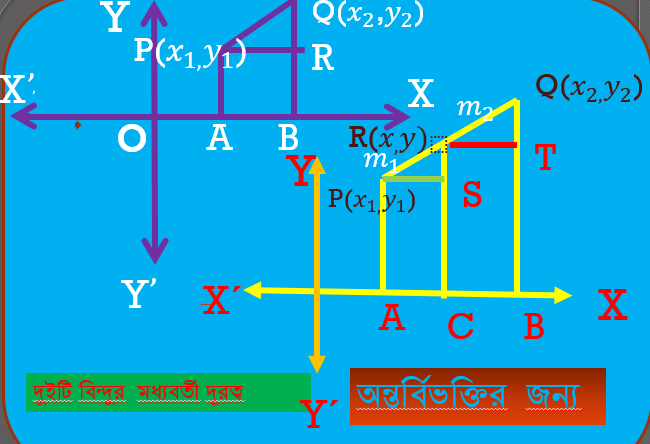 Y
Q(x₂,y₂)
P(x₁,y₁)
R
X’
X
O
A
B
Y’
Q(x₂,y₂)
m₂
R(x,y)
m₁
T
Y
P(x₁,y₁)
S
X´
X
A
C
B
Y´
দুইটি বিন্দুর মধ্যবর্তী দূরত্ব
অন্তর্বিভক্তির জন্য